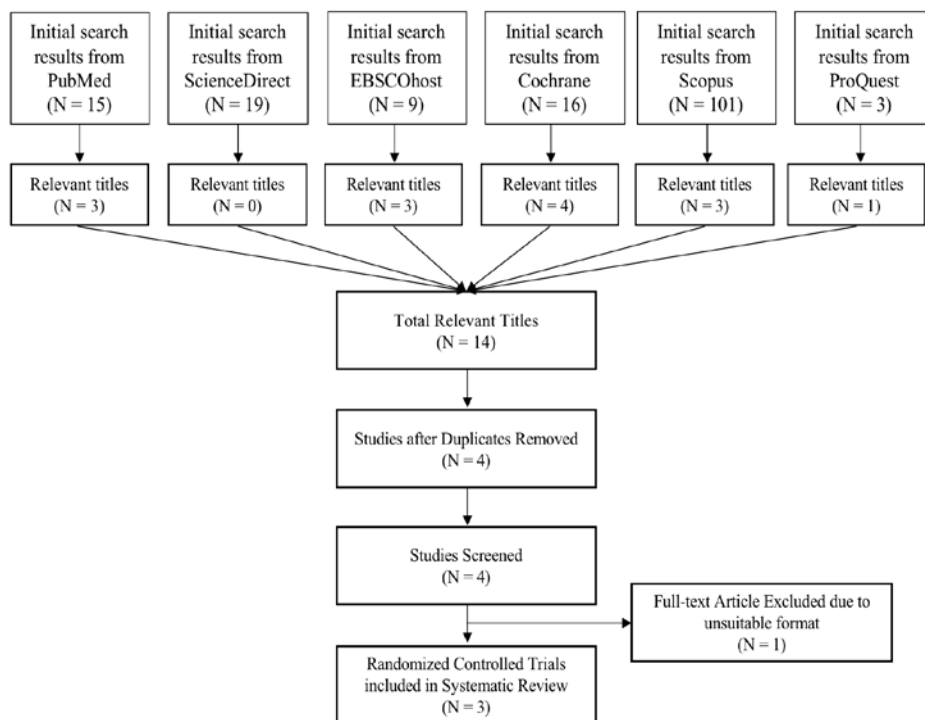 Initial search
results from
PubMed
(N = 15)
Initial search
results from
ScienceDirect
(N = 19)
Initial search
results from
EBSCOhost
(N = 9)
Initial search
results from
Cochrane
(N = 16)
Initial search
results from
Scopus
(N = 101)
Initial search
results from
ProQuest
(N = 3)
Relevant titles
(N = 3)
Relevant titles
(N = 0)
Relevant titles
(N = 3)
Relevant titles
(N = 4)
Relevant titles
(N = 3)
Relevant titles
(N = 1)
Total Relevant Titles
(N = 14)
Studies after Duplicates Removed
(N = 4)
Studies Screened
(N = 4)
Full-text Article Excluded due to
unsuitable format
(N = 1)
Randomized Controlled Trials
included in Systematic Review
(N = 3)